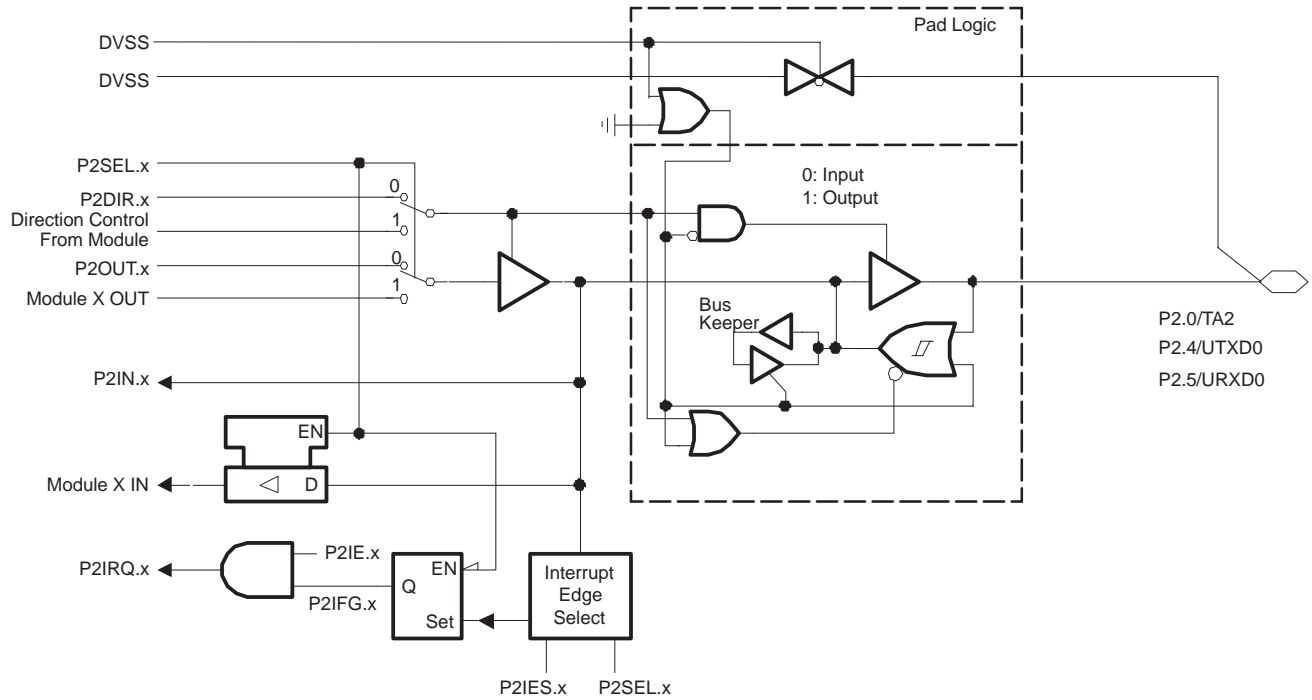 Pad Logic
DVSS
DVSS
P2SEL.x
0
P2DIR.x
Direction Control
From Module
1
0: Input
1: Output
0
P2OUT.x
1
Module X OUT
Bus
Keeper
P2.0/TA2
P2.4/UTXD0
P2.5/URXD0
P2IN.x
EN
Module X IN
D
P2IE.x
P2IRQ.x
EN
Q
P2IFG.x
Set
Interrupt
Edge
Select
P2IES.x
P2SEL.x